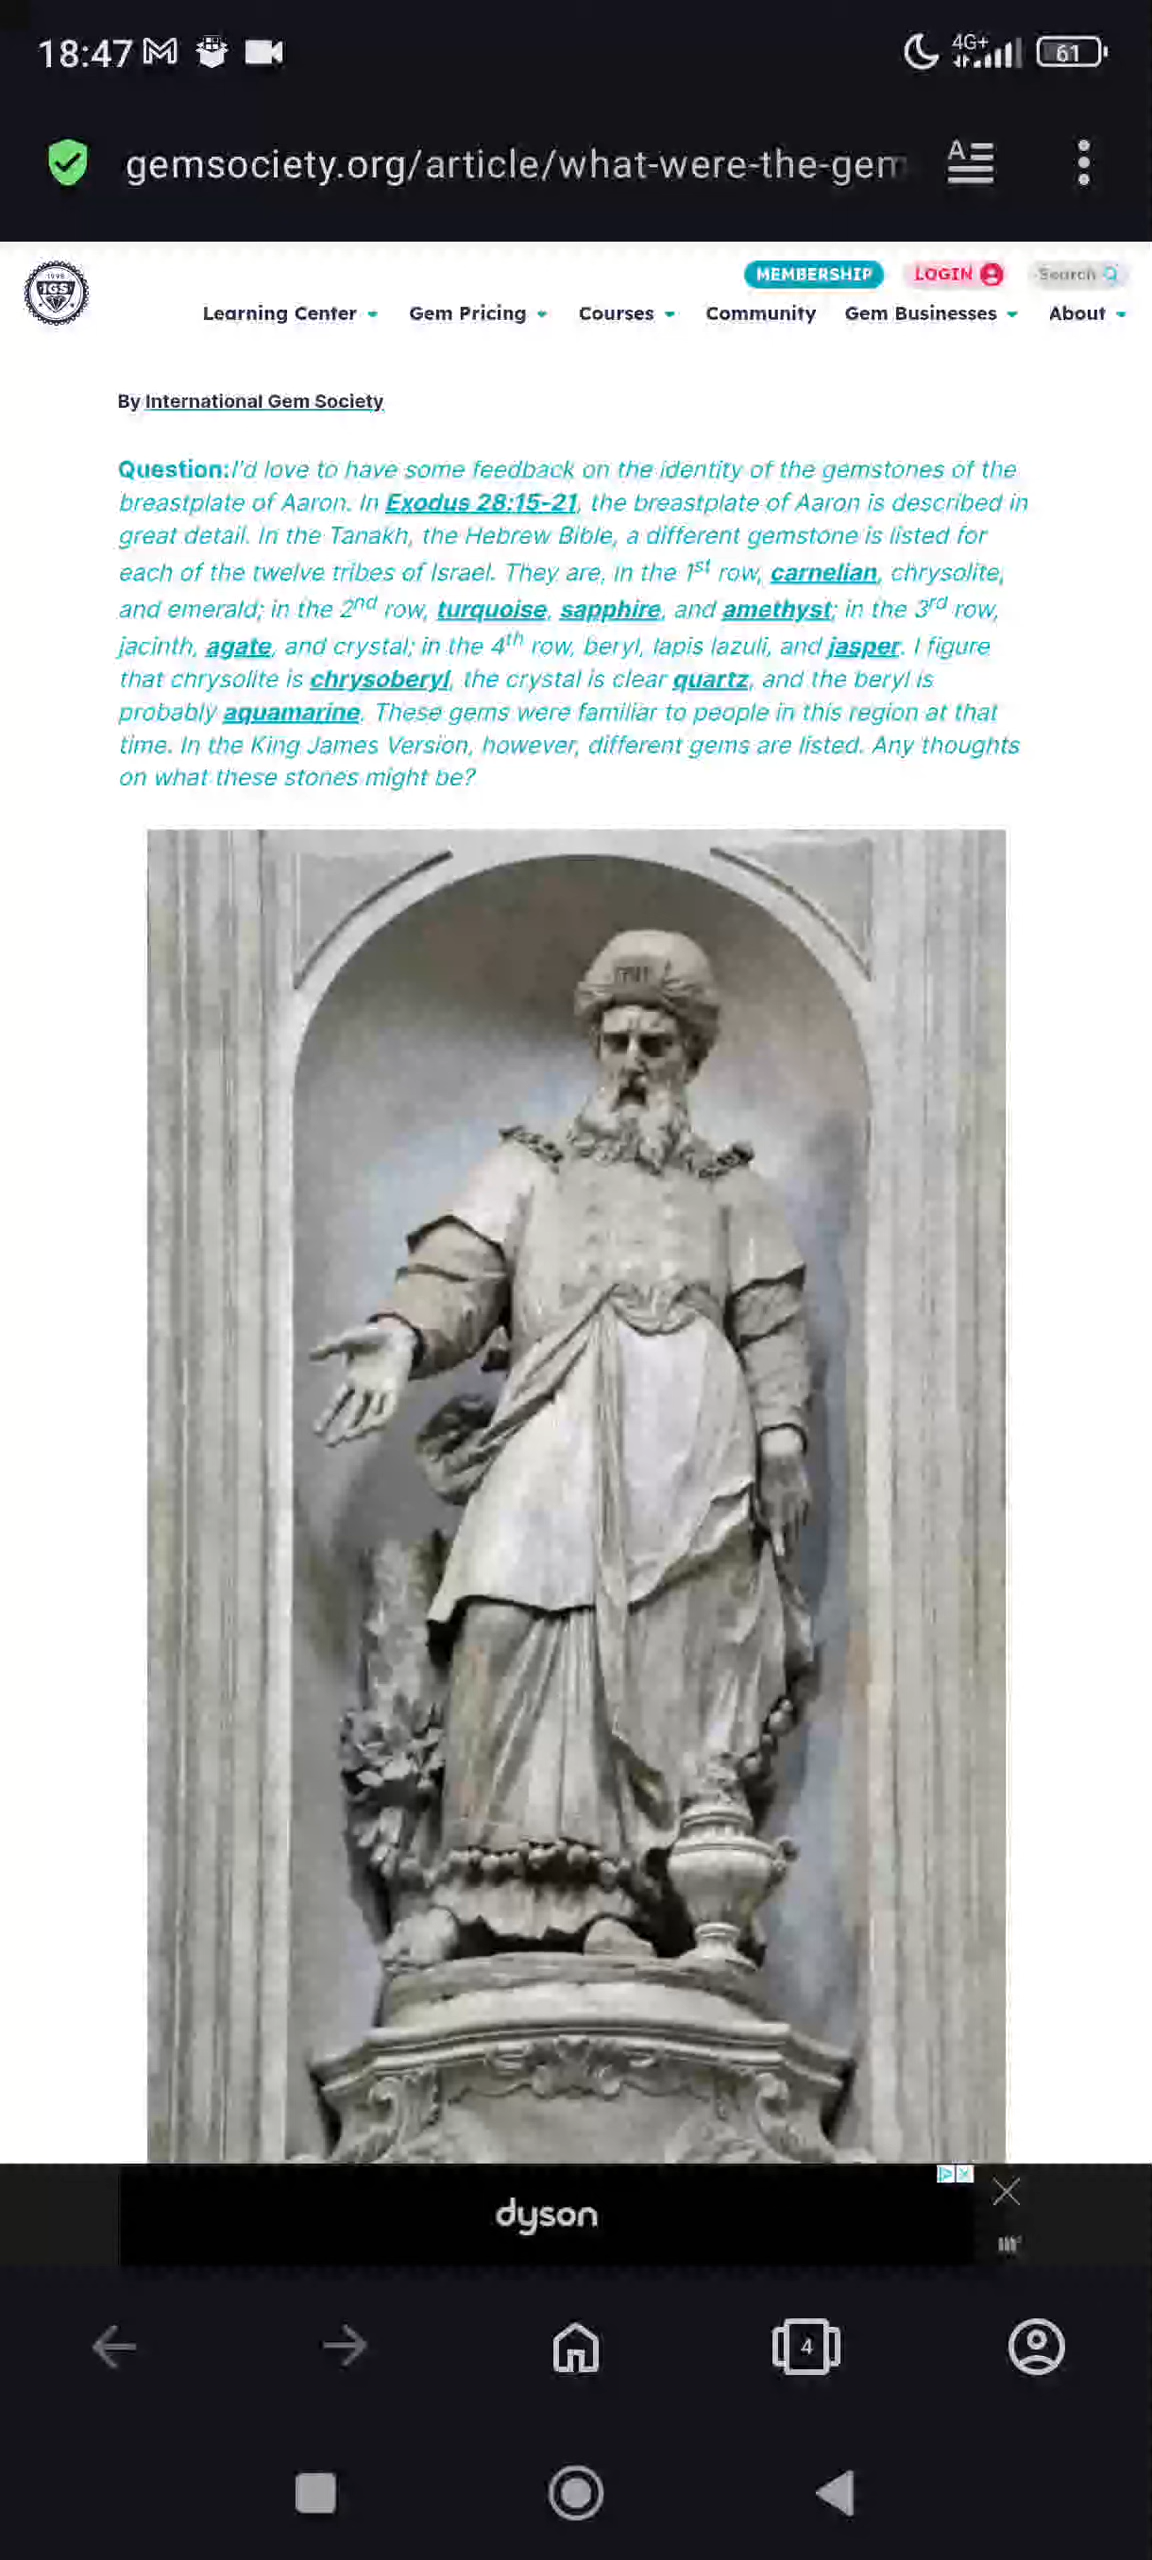 18:47
4G+
61
gemsociety.org/article/what-were-the-gem
1998
IGS
MEMBERSHIP
LOGIN
Search
Learning Center
Gem Pricing
Courses
Community
Gem Businesses
About
By International Gem Society
Question:I'd love to have some feedback on the identity of the gemstones of the
breastplate of Aaron. In Exodus 28:15-21, the breastplate of Aaron is described in
great detail. In the Tanakh, the Hebrew Bible, a different gemstone is listed for
each of the twelve tribes of Israel. They are, in the 1st row, carnelian, chrysolite,
and emerald; in the 2nd row, turquoise, sapphire, and amethyst; in the 3rd row,
jacinth, agate, and crystal; in the 4th row, beryl, lapis lazuli, and jasper. I figure
that chrysolite is chrysoberyl, the crystal is clear quartz, and the beryl is
probably aquamarine. These gems were familiar to people in this region at that
time. In the King James Version, however, different gems are listed. Any thoughts
on what these stones might be?
dyson
4